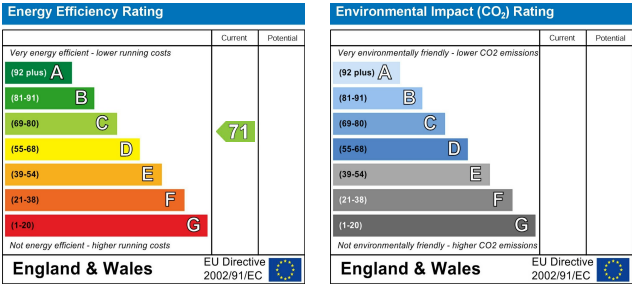 Energy Efficiency Rating
Current Potential
Very energy efficient - lower running costs
(92 plus) A
(81-91) B
(69-80) C
71
(55-68) D
(39-54) E
(21-38) F
(1-20) G
Not energy efficient - higher running costs
England & Wales
EU Directive
2002/91/EC
Environmental Impact (CO₂) Rating
Current Potential
Very environmentally friendly - lower CO2 emissions
(92 plus) A
(81-91) B
(69-80) C
(55-68) D
(39-54) E
(21-38) F
(1-20) G
Not environmentally friendly - higher CO2 emissions
England & Wales
EU Directive
2002/91/EC